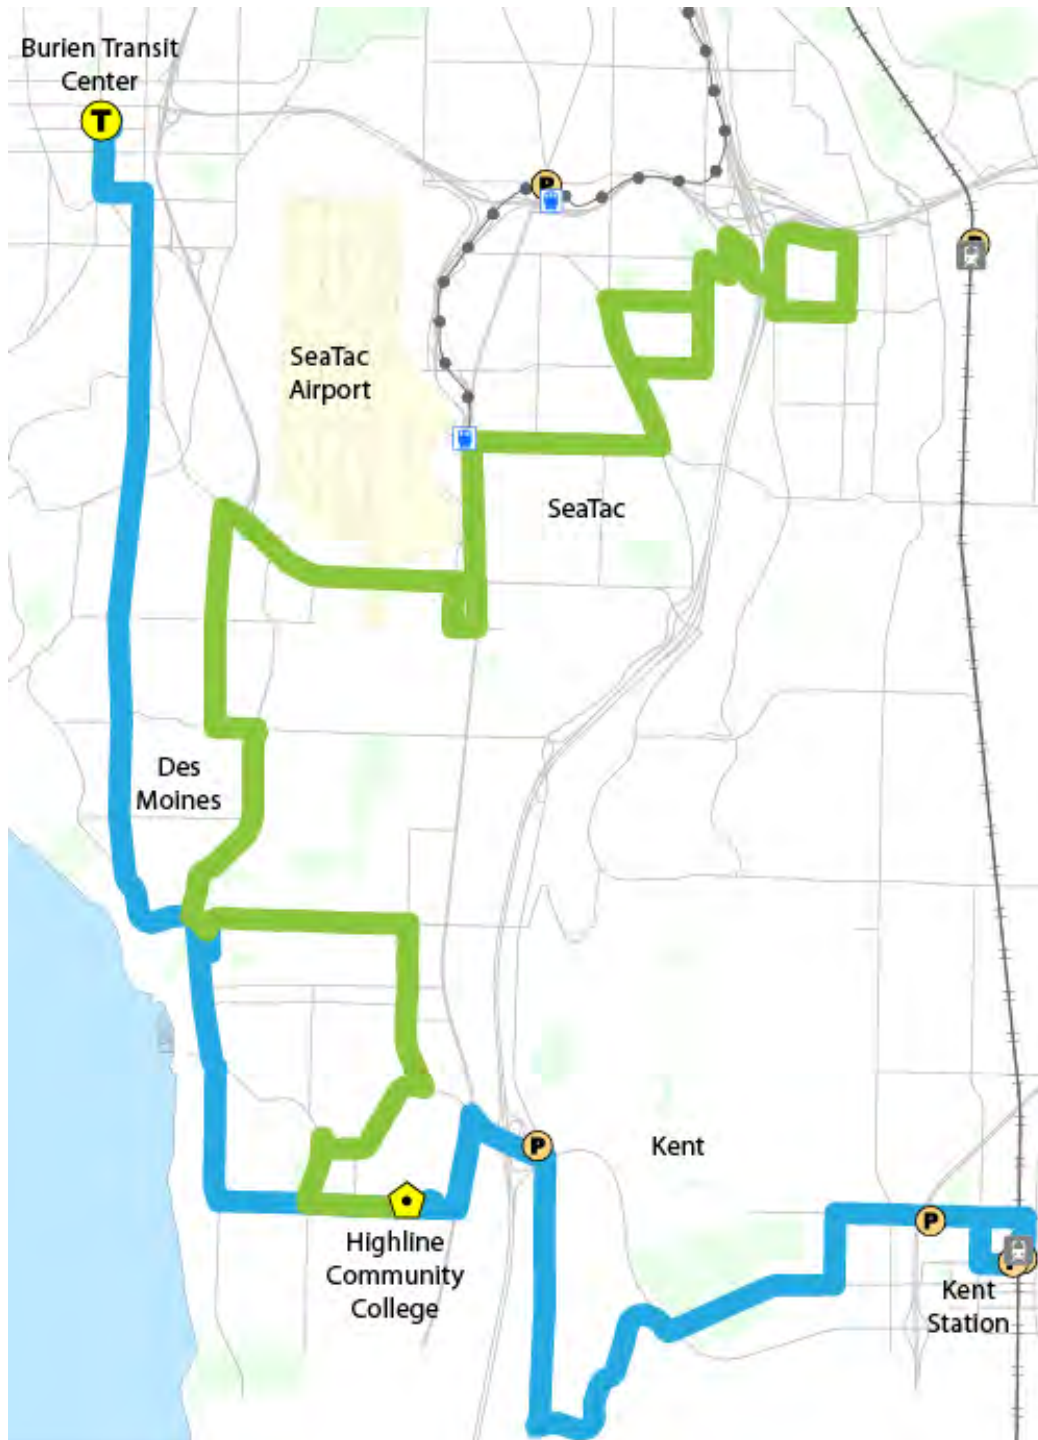 Burien Transit
Center
T
P
SeaTac
Airport
SeaTac
Des
Moines
P
Kent
P
Highline
Community
College
Kent
Station